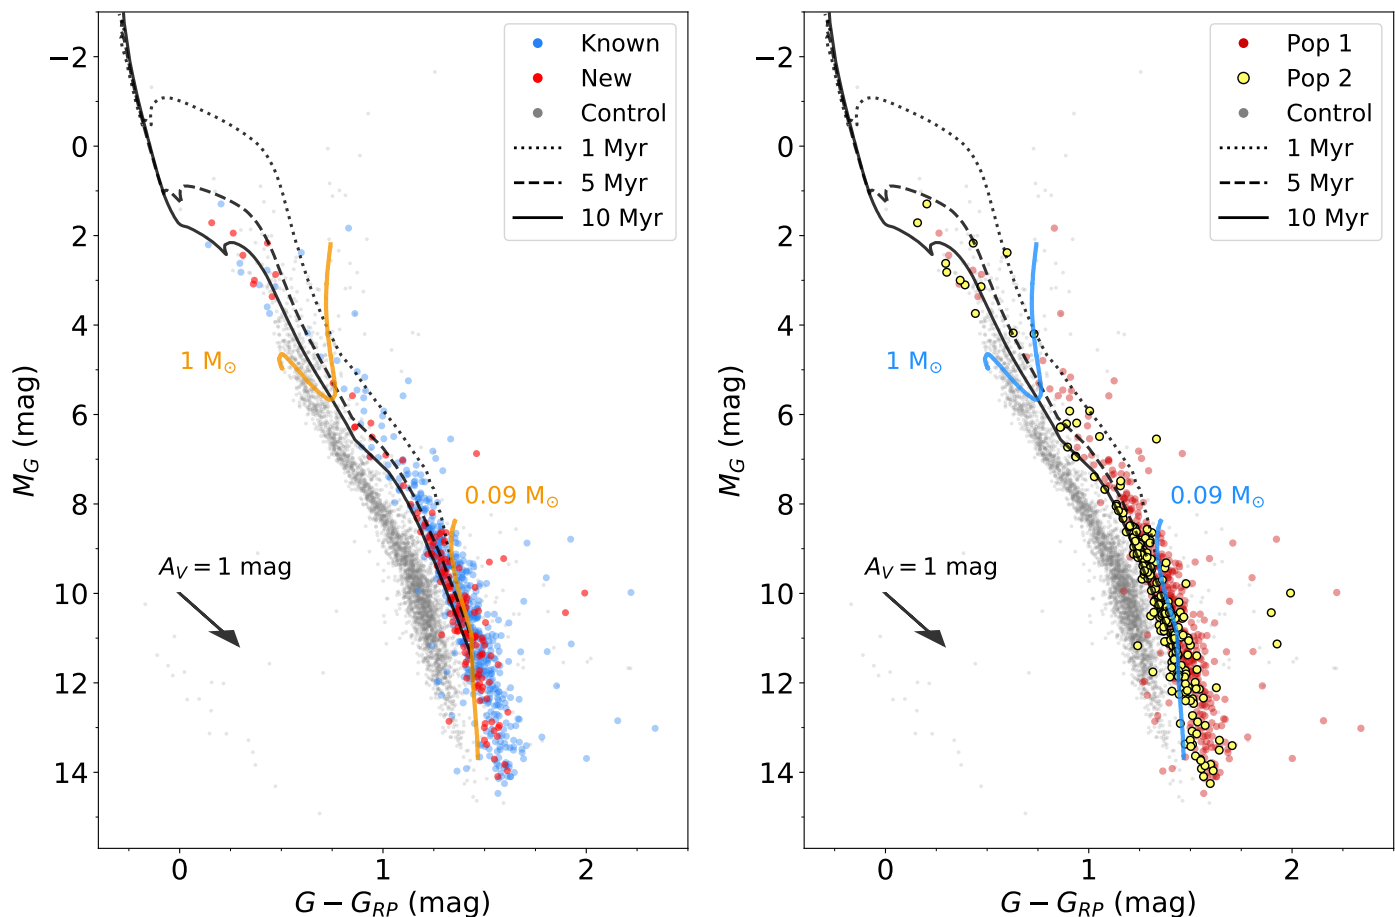 Known
New
Control
1 Myr
5 Myr
10 Myr
1 M⊙
0.09 M⊙
A_V = 1 mag
−2
0
2
4
6
8
10
12
14
M_G (mag)
0
1
2
G − G_RP (mag)
Pop 1
Pop 2
Control
1 Myr
5 Myr
10 Myr
1 M⊙
0.09 M⊙
A_V = 1 mag
−2
0
2
4
6
8
10
12
14
M_G (mag)
0
1
2
G − G_RP (mag)